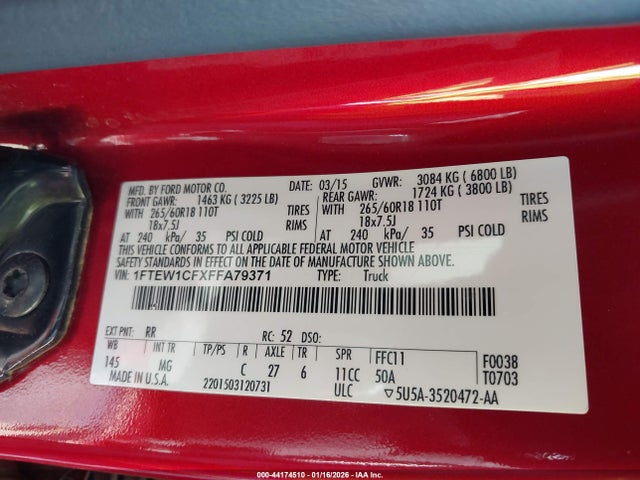 MFD. BY FORD MOTOR CO.
DATE: 03/15 GVWR: 3084 KG ( 6800 LB)
FRONT GAWR: 1463 KG ( 3225 LB) REAR GAWR: 1724 KG ( 3800 LB)
WITH 265/60R18 110T TIRES WITH 265/60R18 110T TIRES
18x7.5J RIMS 18x7.5J RIMS
AT 240 kPa/ 35 PSI COLD AT 240 kPa/ 35 PSI COLD
THIS VEHICLE CONFORMS TO ALL APPLICABLE FEDERAL MOTOR VEHICLE
SAFETY STANDARDS IN EFFECT ON THE DATE OF MANUFACTURE SHOWN ABOVE.
VIN: 1FTEW1CFXFFA79371 TYPE: Truck
EXT PNT: RR RC: 52 DSO:
WB INT TR TP/PS R AXLE TR SPR FFC11 F0038
145 MG C 27 6 11CC 50A T0703
MADE IN U.S.A. 2201503120731 ULC 5U5A-3520472-AA
000-44174510 - 01/16/2026 - IAA Inc.